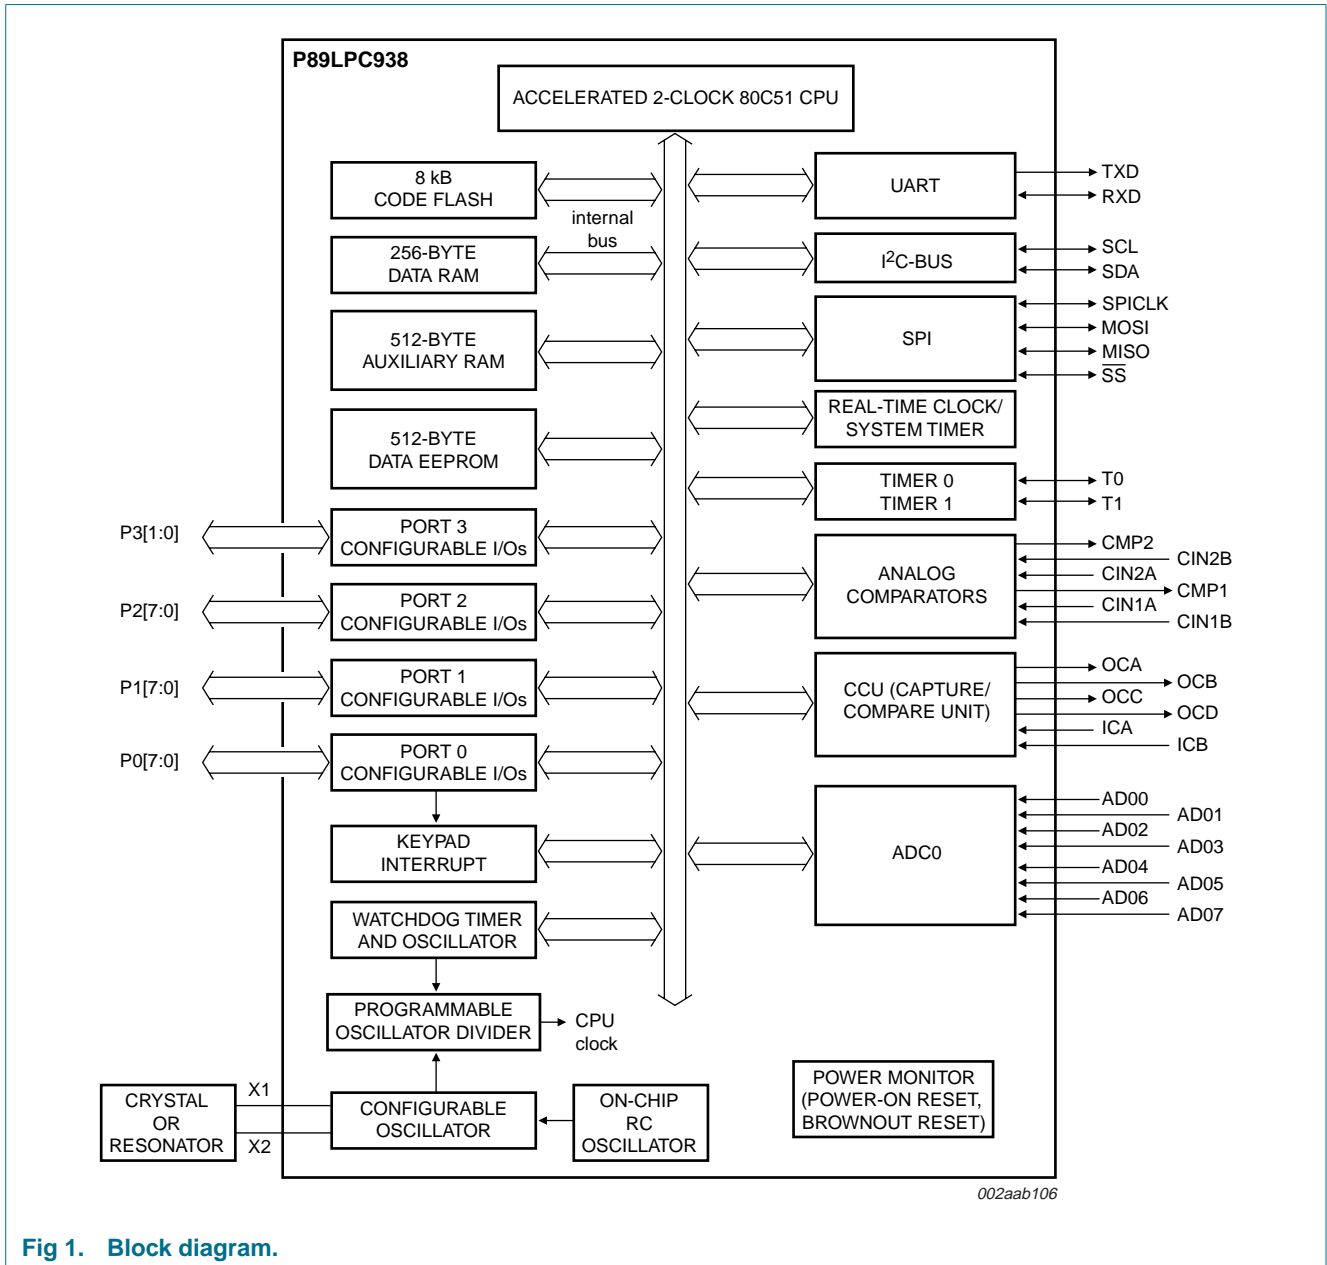 P89LPC938
ACCELERATED 2-CLOCK 80C51 CPU
8 kB
CODE FLASH
internal
bus
256-BYTE
DATA RAM
512-BYTE
AUXILIARY RAM
512-BYTE
DATA EEPROM
P3[1:0]
PORT 3
CONFIGURABLE I/Os
P2[7:0]
PORT 2
CONFIGURABLE I/Os
P1[7:0]
PORT 1
CONFIGURABLE I/Os
P0[7:0]
PORT 0
CONFIGURABLE I/Os
KEYPAD
INTERRUPT
WATCHDOG TIMER
AND OSCILLATOR
PROGRAMMABLE
OSCILLATOR DIVIDER
CPU
clock
CRYSTAL
OR
RESONATOR
X1
X2
CONFIGURABLE
OSCILLATOR
ON-CHIP
RC
OSCILLATOR
UART
TXD
RXD
I²C-BUS
SCL
SDA
SPI
SPICLK
MOSI
MISO
S̅S̅
REAL-TIME CLOCK/
SYSTEM TIMER
TIMER 0
TIMER 1
T0
T1
ANALOG
COMPARATORS
CMP2
CIN2B
CIN2A
CMP1
CIN1A
CIN1B
CCU (CAPTURE/
COMPARE UNIT)
OCA
OCB
OCC
OCD
ICA
ICB
ADC0
AD00
AD01
AD02
AD03
AD04
AD05
AD06
AD07
POWER MONITOR
(POWER-ON RESET,
BROWNOUT RESET)
002aab106
Fig 1. Block diagram.